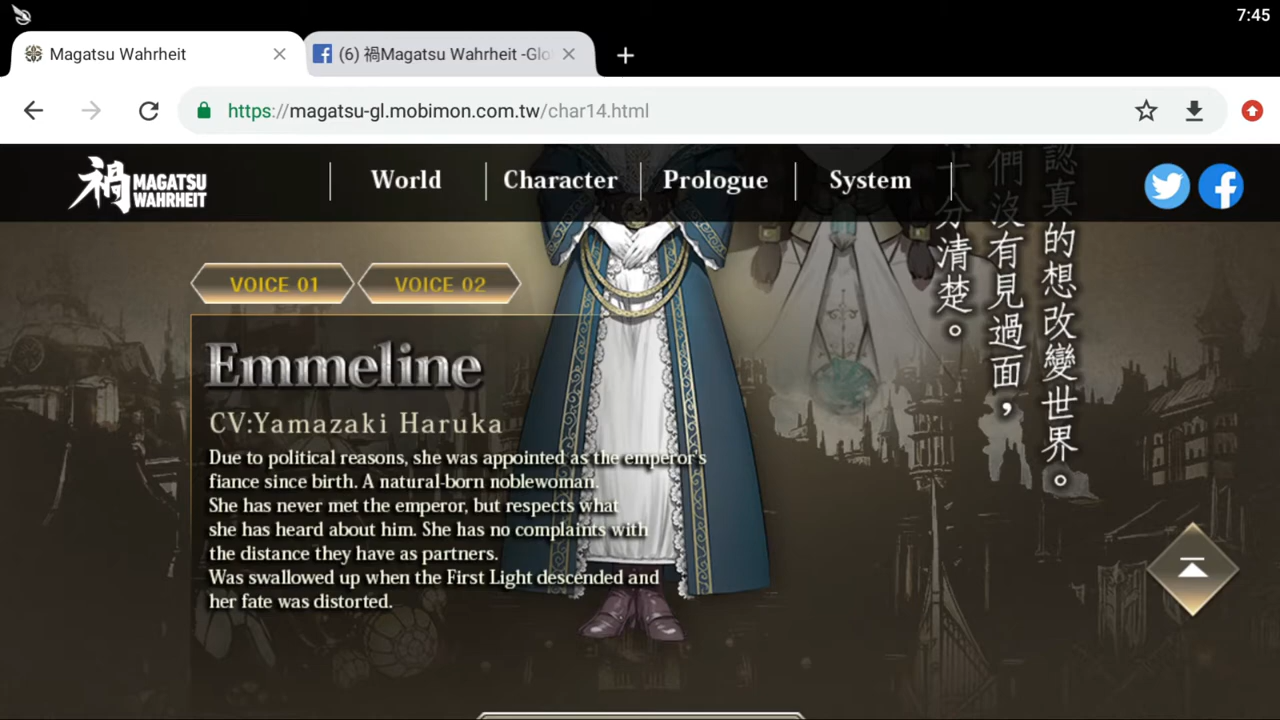 7:45
Magatsu Wahrheit
(6) 禍Magatsu Wahrheit -Glo
https://magatsu-gl.mobimon.com.tw/char14.html
禍 MAGATSU
WAHRHEIT
World
Character
Prologue
System
認真的想改變世界。
們沒有見過面，
十分清楚。
VOICE 01
VOICE 02
Emmeline
CV:Yamazaki Haruka
Due to political reasons, she was appointed as the emperor's
fiance since birth. A natural-born noblewoman.
She has never met the emperor, but respects what
she has heard about him. She has no complaints with
the distance they have as partners.
Was swallowed up when the First Light descended and
her fate was distorted.